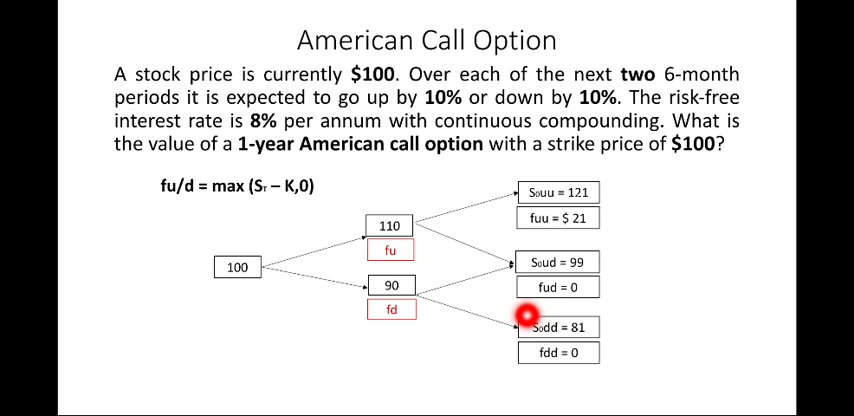 American Call Option
A stock price is currently $100. Over each of the next two 6-month
periods it is expected to go up by 10% or down by 10%. The risk-free
interest rate is 8% per annum with continuous compounding. What is
the value of a 1-year American call option with a strike price of $100?
fu/d = max (ST – K,0)
S0uu = 121
fuu = $ 21
110
fu
100
S0ud = 99
fud = 0
90
fd
S0dd = 81
fdd = 0